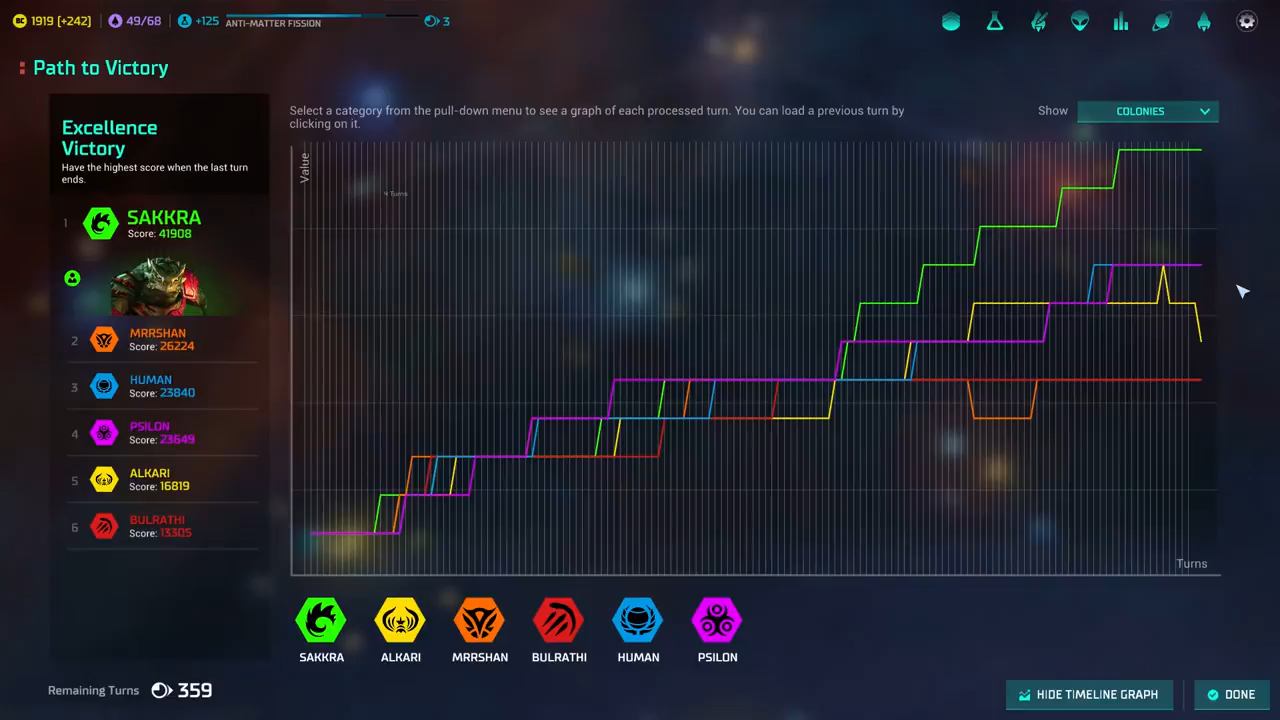 BC 1919 [+242] 49/68 +125 ANTI-MATTER FISSION 3
Path to Victory
Excellence
Victory
Have the highest score when the last turn
ends.
1 SAKKRA
Score: 41908
2 MRRSHAN
Score: 26224
3 HUMAN
Score: 23840
4 PSILON
Score: 23649
5 ALKARI
Score: 16819
6 BULRATHI
Score: 13305
Select a category from the pull-down menu to see a graph of each processed turn. You can load a previous turn by
clicking on it.
Show COLONIES
Value
4 Turns
Turns
SAKKRA ALKARI MRRSHAN BULRATHI HUMAN PSILON
Remaining Turns 359
HIDE TIMELINE GRAPH DONE